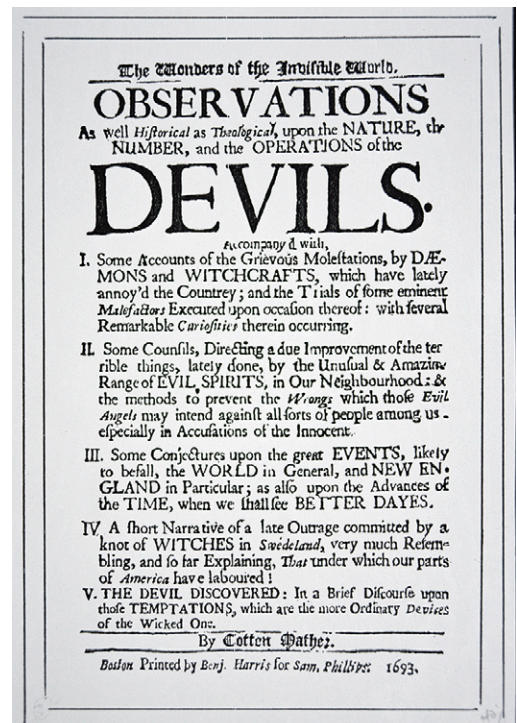 The Wonders of the Invisible World.
OBSERVATIONS
As well Historical as Theological, upon the NATURE, the
NUMBER, and the OPERATIONS of the
DEVILS.
Accompany'd with,
I. Some Accounts of the Grievous Molestations, by DÆ-
MONS and WITCHCRAFTS, which have lately
annoy'd the Countrey; and the Trials of some eminent
Malefactors Executed upon occasion thereof: with several
Remarkable Curiosities therein occurring.
II. Some Counsils, Directing a due Improvement of the ter
rible things, lately done, by the Unusual & Amazing
Range of EVIL SPIRITS, in Our Neighbourhood: &
the methods to prevent the Wrongs which those Evil
Angels may intend against all sorts of people among us
especially in Accusations of the Innocent.
III. Some Conjectures upon the great EVENTS, likely
to befall, the WORLD in General, and NEW EN-
GLAND in Particular; as also upon the Advances of
the TIME, when we shall see BETTER DAYES.
IV. A short Narrative of a late Outrage committed by a
knot of WITCHES in Swedeland, very much Resem-
bling, and so far Explaining, That under which our parts
of America have laboured!
V. THE DEVIL DISCOVERED: In a Brief Discourse upon
those TEMPTATIONS, which are the more Ordinary Devices
of the Wicked One.
By Cotton Mather.
Boston Printed by Benj. Harris for Sam. Phillips. 1693.